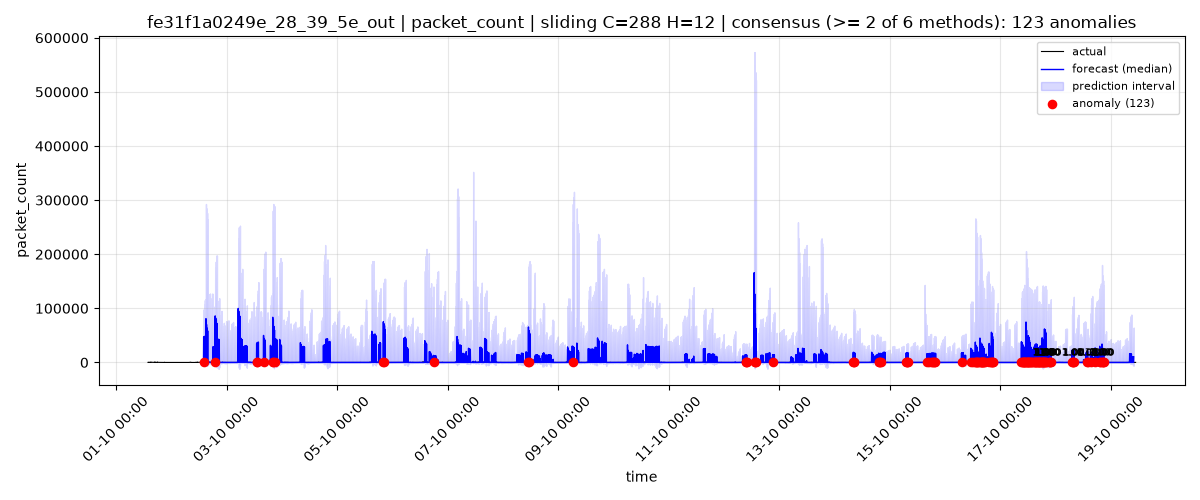 fe31f1a0249e_28_39_5e_out | packet_count | sliding C=288 H=12 | consensus (>= 2 of 6 methods): 123 anomalies
actual
forecast (median)
prediction interval
anomaly (123)
600000
500000
400000
300000
200000
100000
0
packet_count
01-10 00:00
03-10 00:00
05-10 00:00
07-10 00:00
09-10 00:00
11-10 00:00
13-10 00:00
15-10 00:00
17-10 00:00
19-10 00:00
time